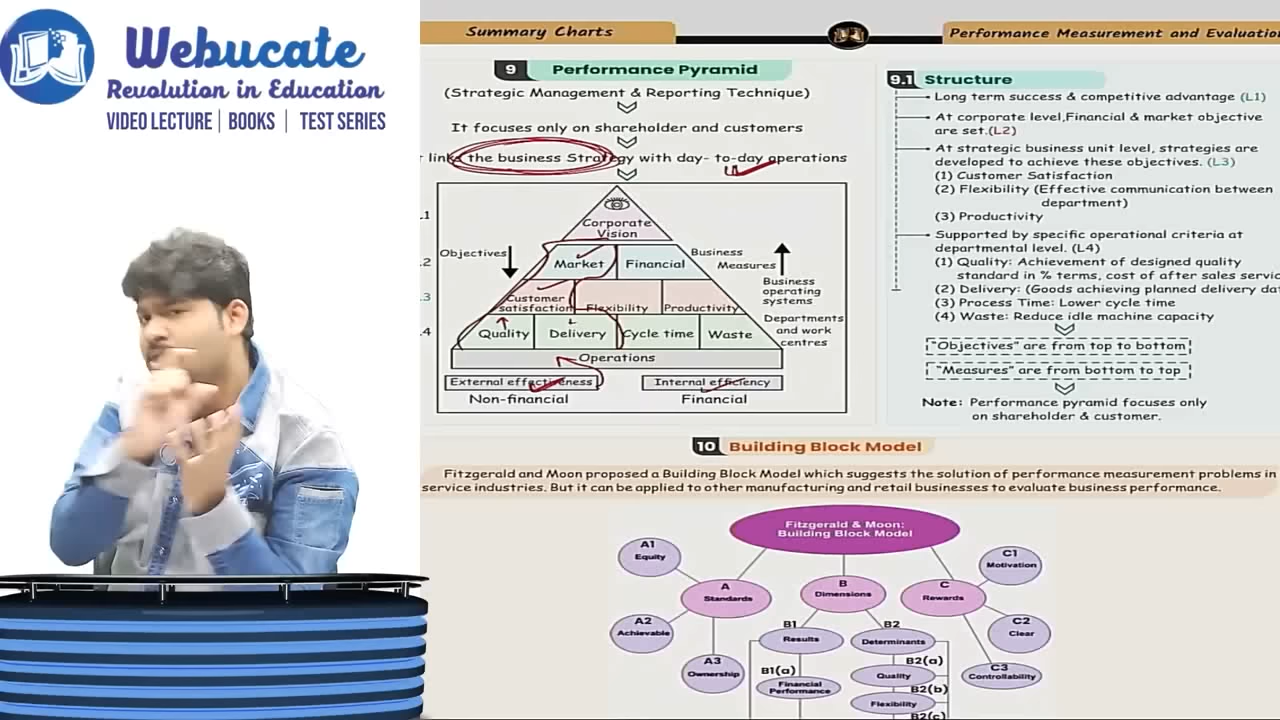 Webucate
Revolution in Education
VIDEO LECTURE | BOOKS | TEST SERIES
Summary Charts
Performance Measurement and Evaluation
9 Performance Pyramid
(Strategic Management & Reporting Technique)
It focuses only on shareholder and customers
links the business Strategy with day- to-day operations
L1
Corporate
Vision
Objectives
.2
Market
Financial
Business
Measures
.3
Customer
satisfaction
Flexibility
Productivity
Business
operating
systems
.4
Quality
Delivery
Cycle time
Waste
Departments
and work
centres
Operations
External effectiveness
Internal efficiency
Non-financial
Financial
9.1 Structure
Long term success & competitive advantage (L1)
At corporate level,Financial & market objective
are set.(L2)
At strategic business unit level, strategies are
developed to achieve these objectives. (L3)
(1) Customer Satisfaction
(2) Flexibility (Effective communication between
department)
(3) Productivity
Supported by specific operational criteria at
departmental level. (L4)
(1) Quality: Achievement of designed quality
standard in % terms, cost of after sales servic
(2) Delivery: (Goods achieving planned delivery dat
(3) Process Time: Lower cycle time
(4) Waste: Reduce idle machine capacity
"Objectives" are from top to bottom
"Measures" are from bottom to top
Note: Performance pyramid focuses only
on shareholder & customer.
10 Building Block Model
Fitzgerald and Moon proposed a Building Block Model which suggests the solution of performance measurement problems in
service industries. But it can be applied to other manufacturing and retail businesses to evaluate business performance.
Fitzgerald & Moon:
Building Block Model
A1
Equity
A
Standards
A2
Achievable
A3
Ownership
B
Dimensions
B1
Results
B1(a)
Financial
Performance
B2
Determinants
B2(a)
Quality
B2(b)
Flexibility
B2(c)
C
Rewards
C1
Motivation
C2
Clear
C3
Controllability